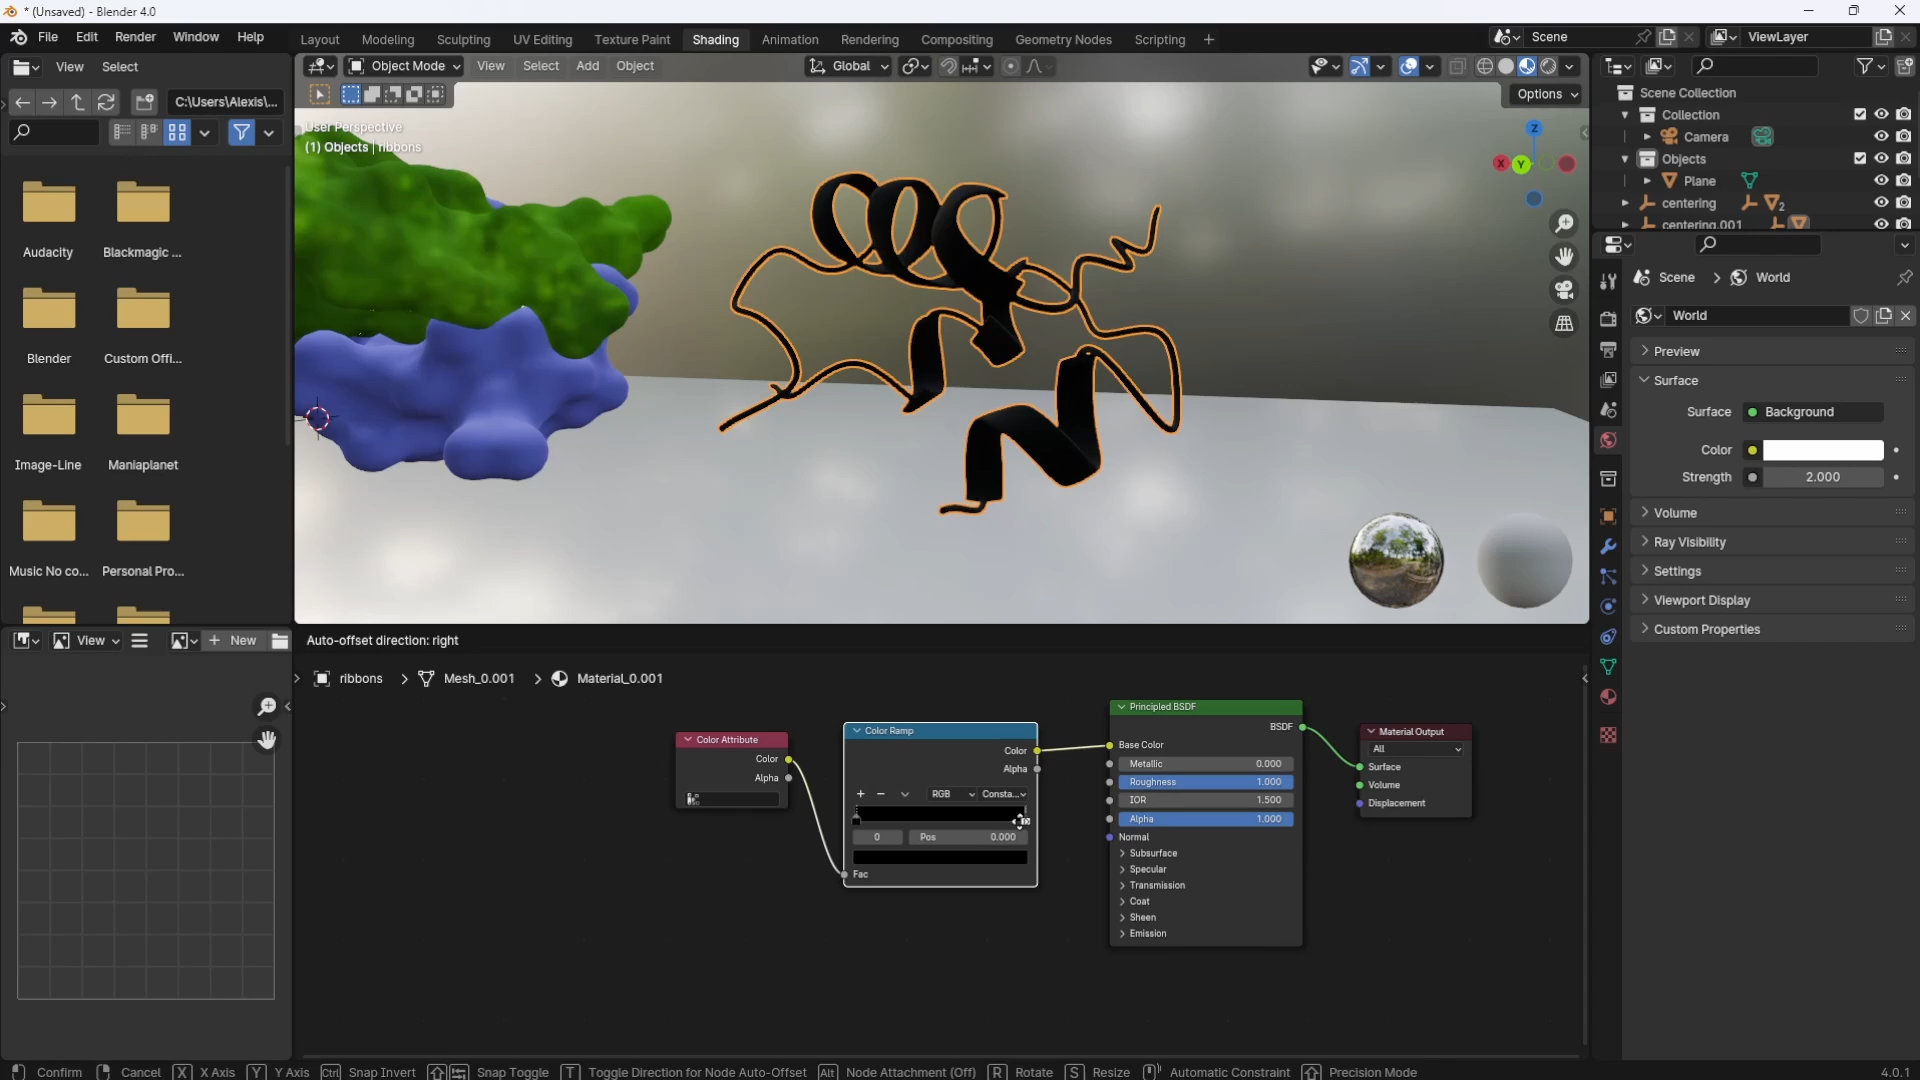 * (Unsaved) - Blender 4.0
File Edit Render Window Help
Layout Modeling Sculpting UV Editing Texture Paint Shading Animation Rendering Compositing Geometry Nodes Scripting +
Scene
ViewLayer
View Select
Object Mode View Select Add Object
Global
C:\Users\Alexis\...
Options
User Perspective
(1) Objects | ribbons
Z
X
Y
Audacity
Blackmagic ...
Blender
Custom Offi...
Image-Line
Maniaplanet
Music No co...
Personal Pro...
Scene Collection
Collection
Camera
Objects
Plane
centering
2
centering.001
Scene > World
World
Preview
Surface
Surface Background
Color
Strength 2.000
Volume
Ray Visibility
Settings
Viewport Display
Custom Properties
View
+ New
Auto-offset direction: right
ribbons > Mesh_0.001 > Material_0.001
Color Attribute
Color
Alpha
Color Ramp
Color
Alpha
+ − RGB Consta...
0 Pos 0.000
Fac
Principled BSDF
BSDF
Base Color
Metallic 0.000
Roughness 1.000
IOR 1.500
Alpha 1.000
Normal
Subsurface
Specular
Transmission
Coat
Sheen
Emission
Material Output
All
Surface
Volume
Displacement
Confirm Cancel X X Axis Y Y Axis Ctrl Snap Invert Snap Toggle T Toggle Direction for Node Auto-Offset Alt Node Attachment (Off) R Rotate S Resize Automatic Constraint Precision Mode
4.0.1